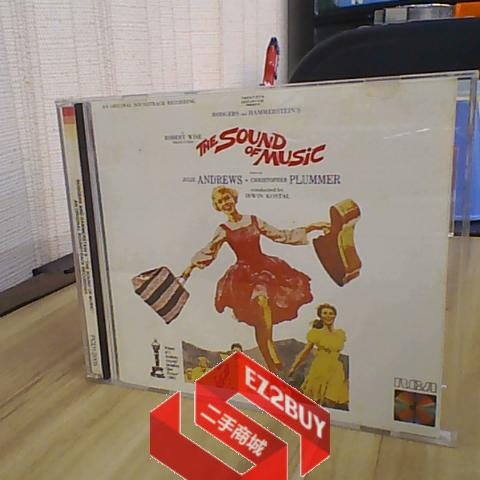 AN ORIGINAL SOUNDTRACK RECORDING
RODGERS and HAMMERSTEIN'S
ROBERT WISE
THE SOUND
OF MUSIC
JULIE ANDREWS CHRISTOPHER PLUMMER
conducted by
IRWIN KOSTAL
RCA
EZ2BUY
二手商城